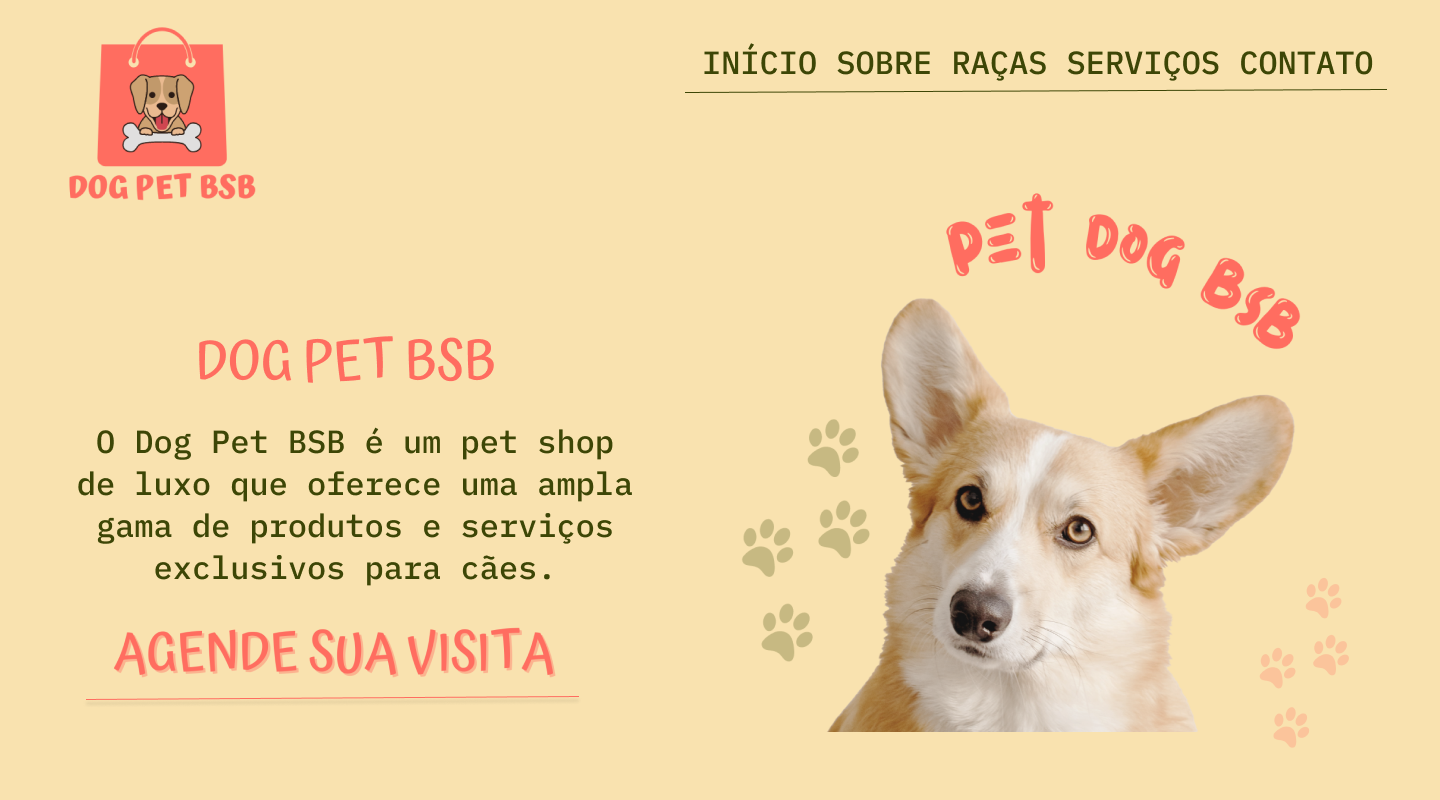 DOG PET BSB
INÍCIO SOBRE RAÇAS SERVIÇOS CONTATO
PET DOG BSB
DOG PET BSB
O Dog Pet BSB é um pet shop
de luxo que oferece uma ampla
gama de produtos e serviços
exclusivos para cães.
AGENDE SUA VISITA